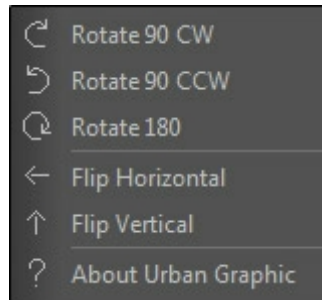 Rotate 90 CW
Rotate 90 CCW
Rotate 180
Flip Horizontal
Flip Vertical
? About Urban Graphic